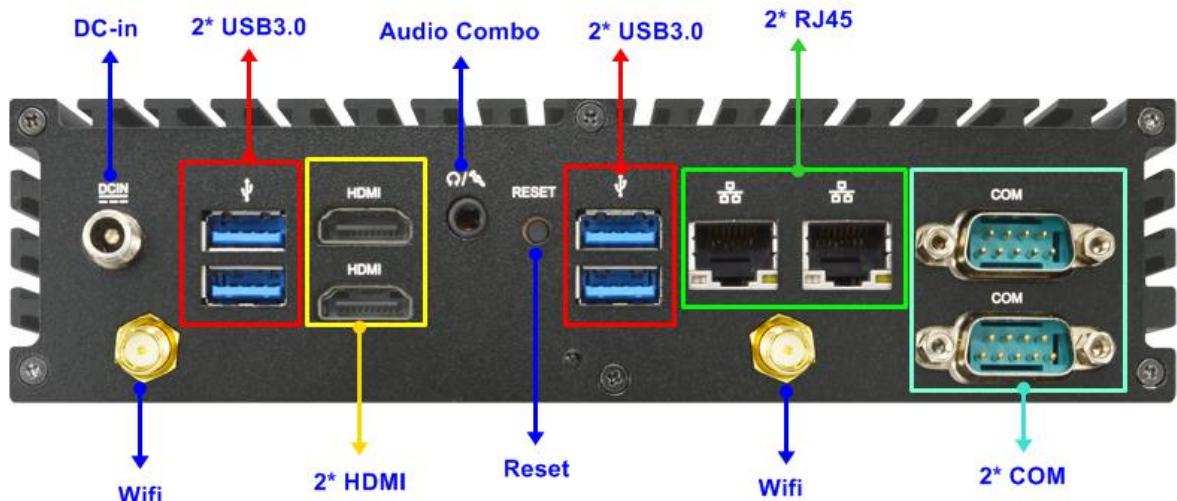 DC-in
2* USB3.0
Audio Combo
2* USB3.0
2* RJ45
DCIN
HDMI
HDMI
RESET
COM
COM
Wifi
2* HDMI
Reset
Wifi
2* COM